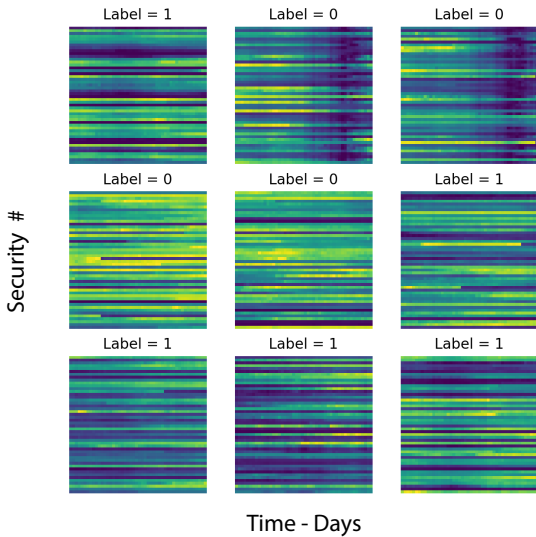 Label = 1
Label = 0
Label = 0
Label = 0
Label = 0
Label = 1
Label = 1
Label = 1
Label = 1
Security #
Time - Days